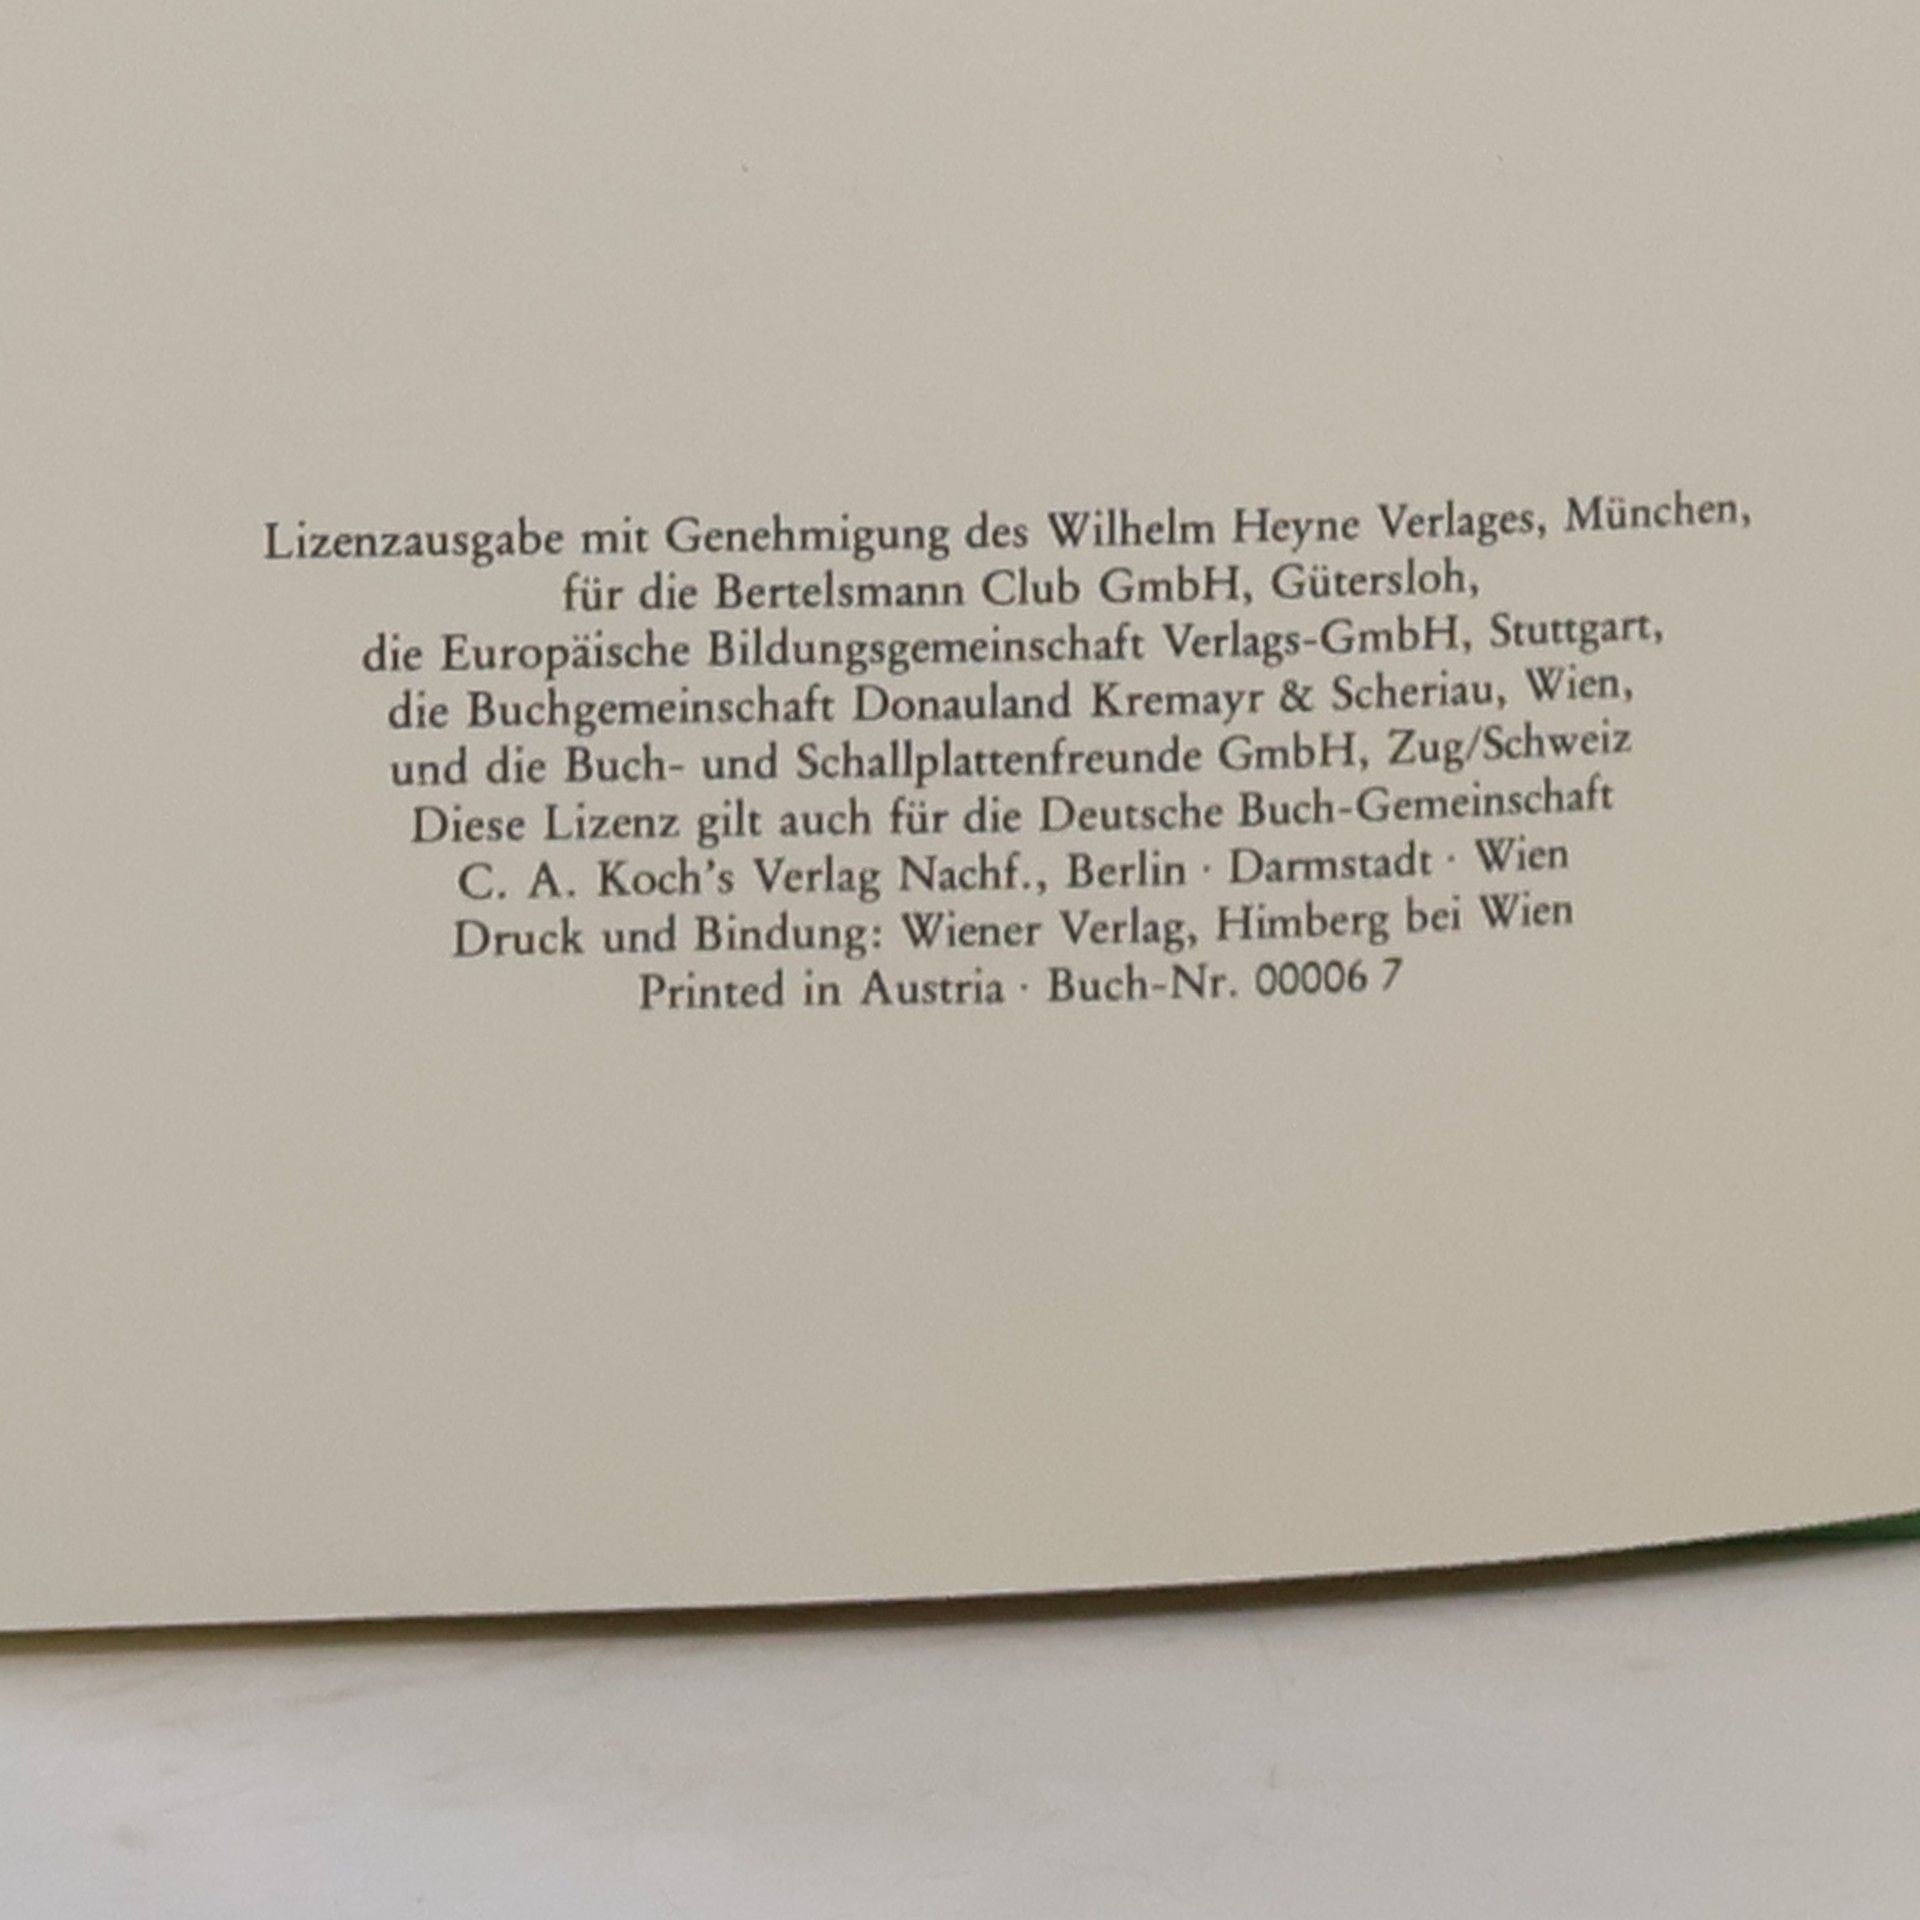 Lizenzausgabe mit Genehmigung des Wilhelm Heyne Verlages, München,
für die Bertelsmann Club GmbH, Gütersloh,
die Europäische Bildungsgemeinschaft Verlags-GmbH, Stuttgart,
die Buchgemeinschaft Donauland Kremayr & Scheriau, Wien,
und die Buch- und Schallplattenfreunde GmbH, Zug/Schweiz
Diese Lizenz gilt auch für die Deutsche Buch-Gemeinschaft
C. A. Koch's Verlag Nachf., Berlin · Darmstadt · Wien
Druck und Bindung: Wiener Verlag, Himberg bei Wien
Printed in Austria · Buch-Nr. 00006 7